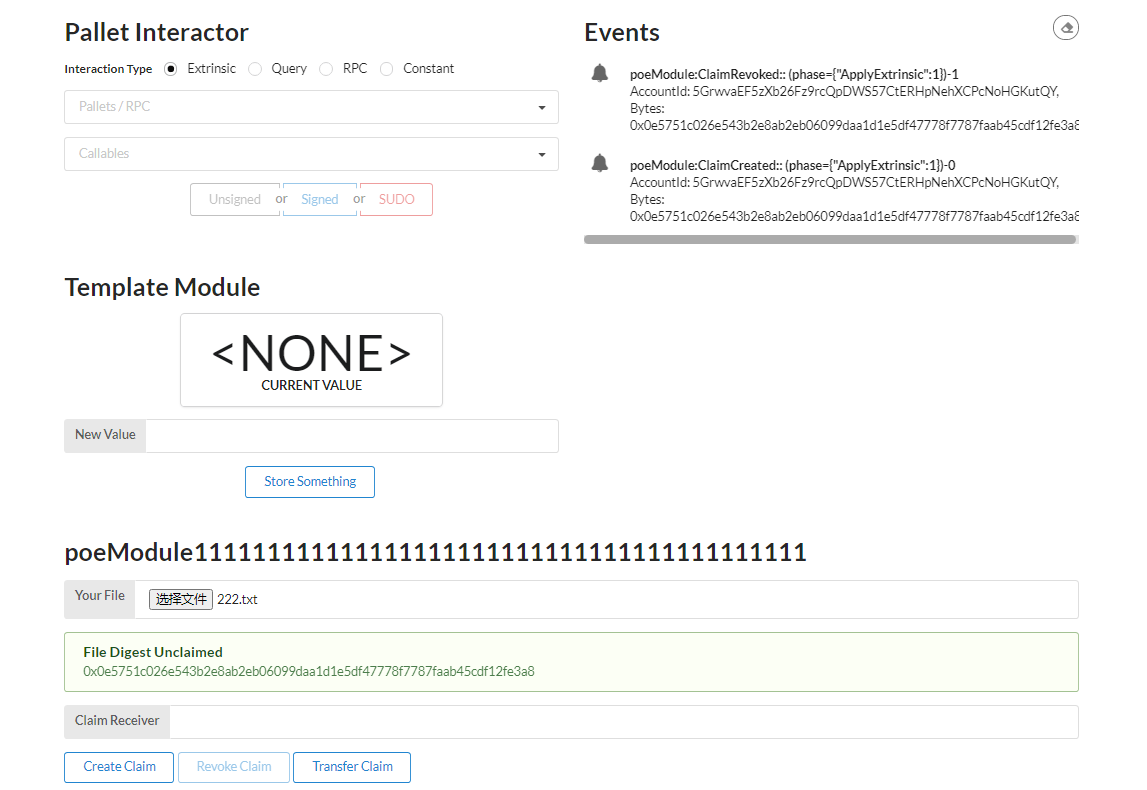 Pallet Interactor
Interaction Type Extrinsic Query RPC Constant
Pallets / RPC
Callables
Unsigned or Signed or SUDO
Events
poeModule:ClaimRevoked:: (phase={"ApplyExtrinsic":1})-1
AccountId: 5GrwvaEF5zXb26Fz9rcQpDWS57CtERHpNehXCPcNoHGKutQY,
Bytes:
0x0e5751c026e543b2e8ab2eb06099daa1d1e5df47778f7787faab45cdf12fe3a8
poeModule:ClaimCreated:: (phase={"ApplyExtrinsic":1})-0
AccountId: 5GrwvaEF5zXb26Fz9rcQpDWS57CtERHpNehXCPcNoHGKutQY,
Bytes:
0x0e5751c026e543b2e8ab2eb06099daa1d1e5df47778f7787faab45cdf12fe3a8
Template Module
<NONE>
CURRENT VALUE
New Value
Store Something
poeModule111111111111111111111111111111111111111111
Your File 选择文件 222.txt
File Digest Unclaimed
0x0e5751c026e543b2e8ab2eb06099daa1d1e5df47778f7787faab45cdf12fe3a8
Claim Receiver
Create Claim Revoke Claim Transfer Claim